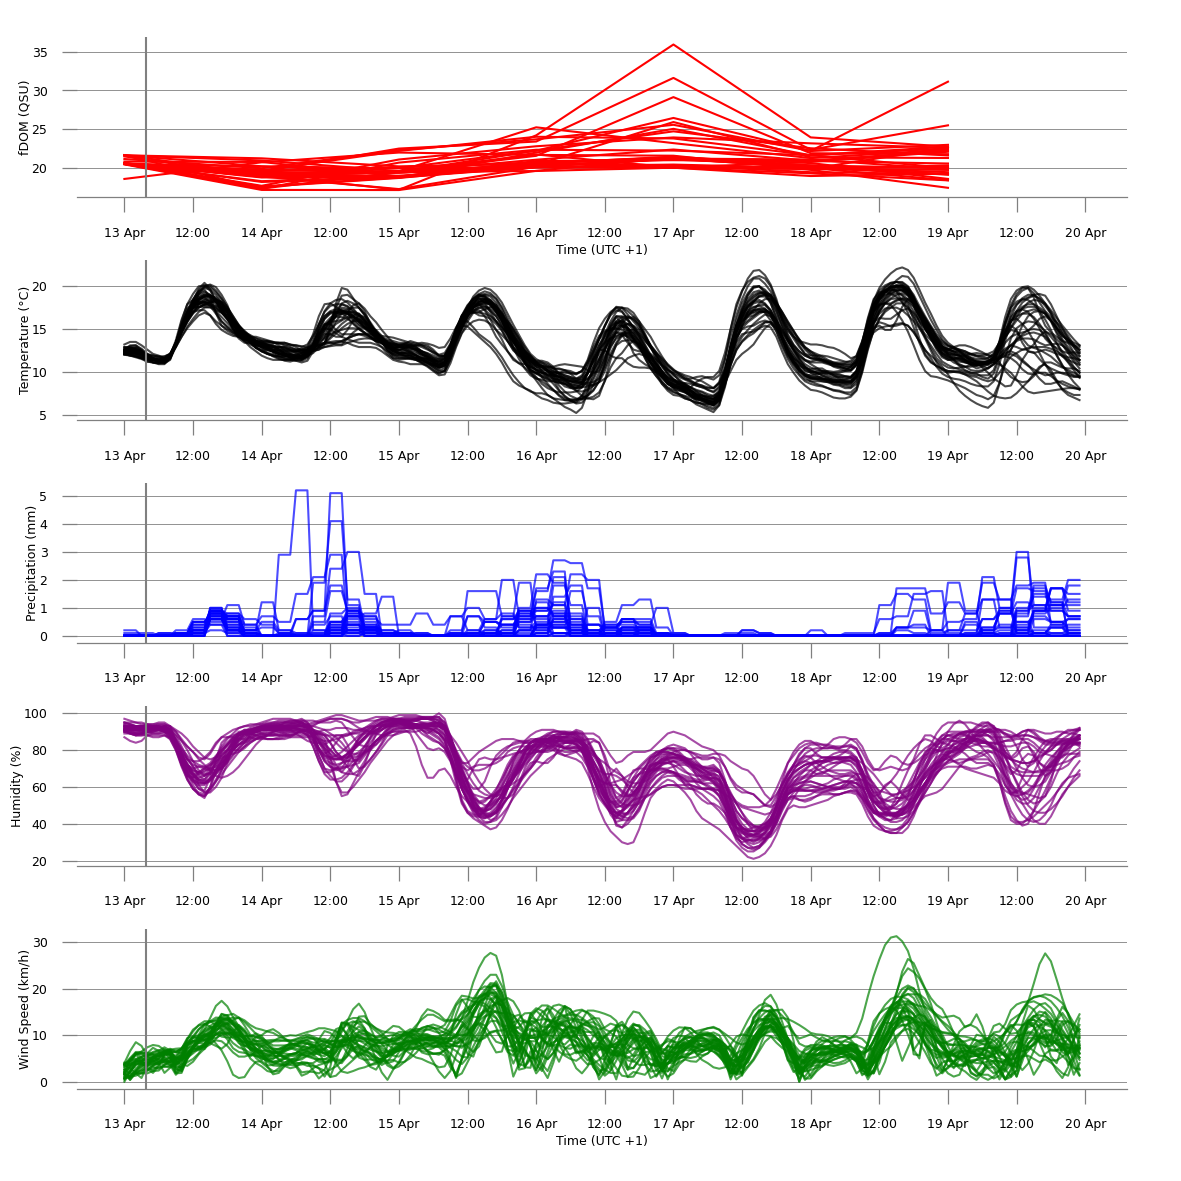 fDOM (QSU)
35
30
25
20
13 Apr 12:00 14 Apr 12:00 15 Apr 12:00 16 Apr 12:00 17 Apr 12:00 18 Apr 12:00 19 Apr 12:00 20 Apr
Time (UTC +1)
Temperature (°C)
20
15
10
5
13 Apr 12:00 14 Apr 12:00 15 Apr 12:00 16 Apr 12:00 17 Apr 12:00 18 Apr 12:00 19 Apr 12:00 20 Apr
Precipitation (mm)
5
4
3
2
1
0
13 Apr 12:00 14 Apr 12:00 15 Apr 12:00 16 Apr 12:00 17 Apr 12:00 18 Apr 12:00 19 Apr 12:00 20 Apr
Humidity (%)
100
80
60
40
20
13 Apr 12:00 14 Apr 12:00 15 Apr 12:00 16 Apr 12:00 17 Apr 12:00 18 Apr 12:00 19 Apr 12:00 20 Apr
Wind Speed (km/h)
30
20
10
0
13 Apr 12:00 14 Apr 12:00 15 Apr 12:00 16 Apr 12:00 17 Apr 12:00 18 Apr 12:00 19 Apr 12:00 20 Apr
Time (UTC +1)